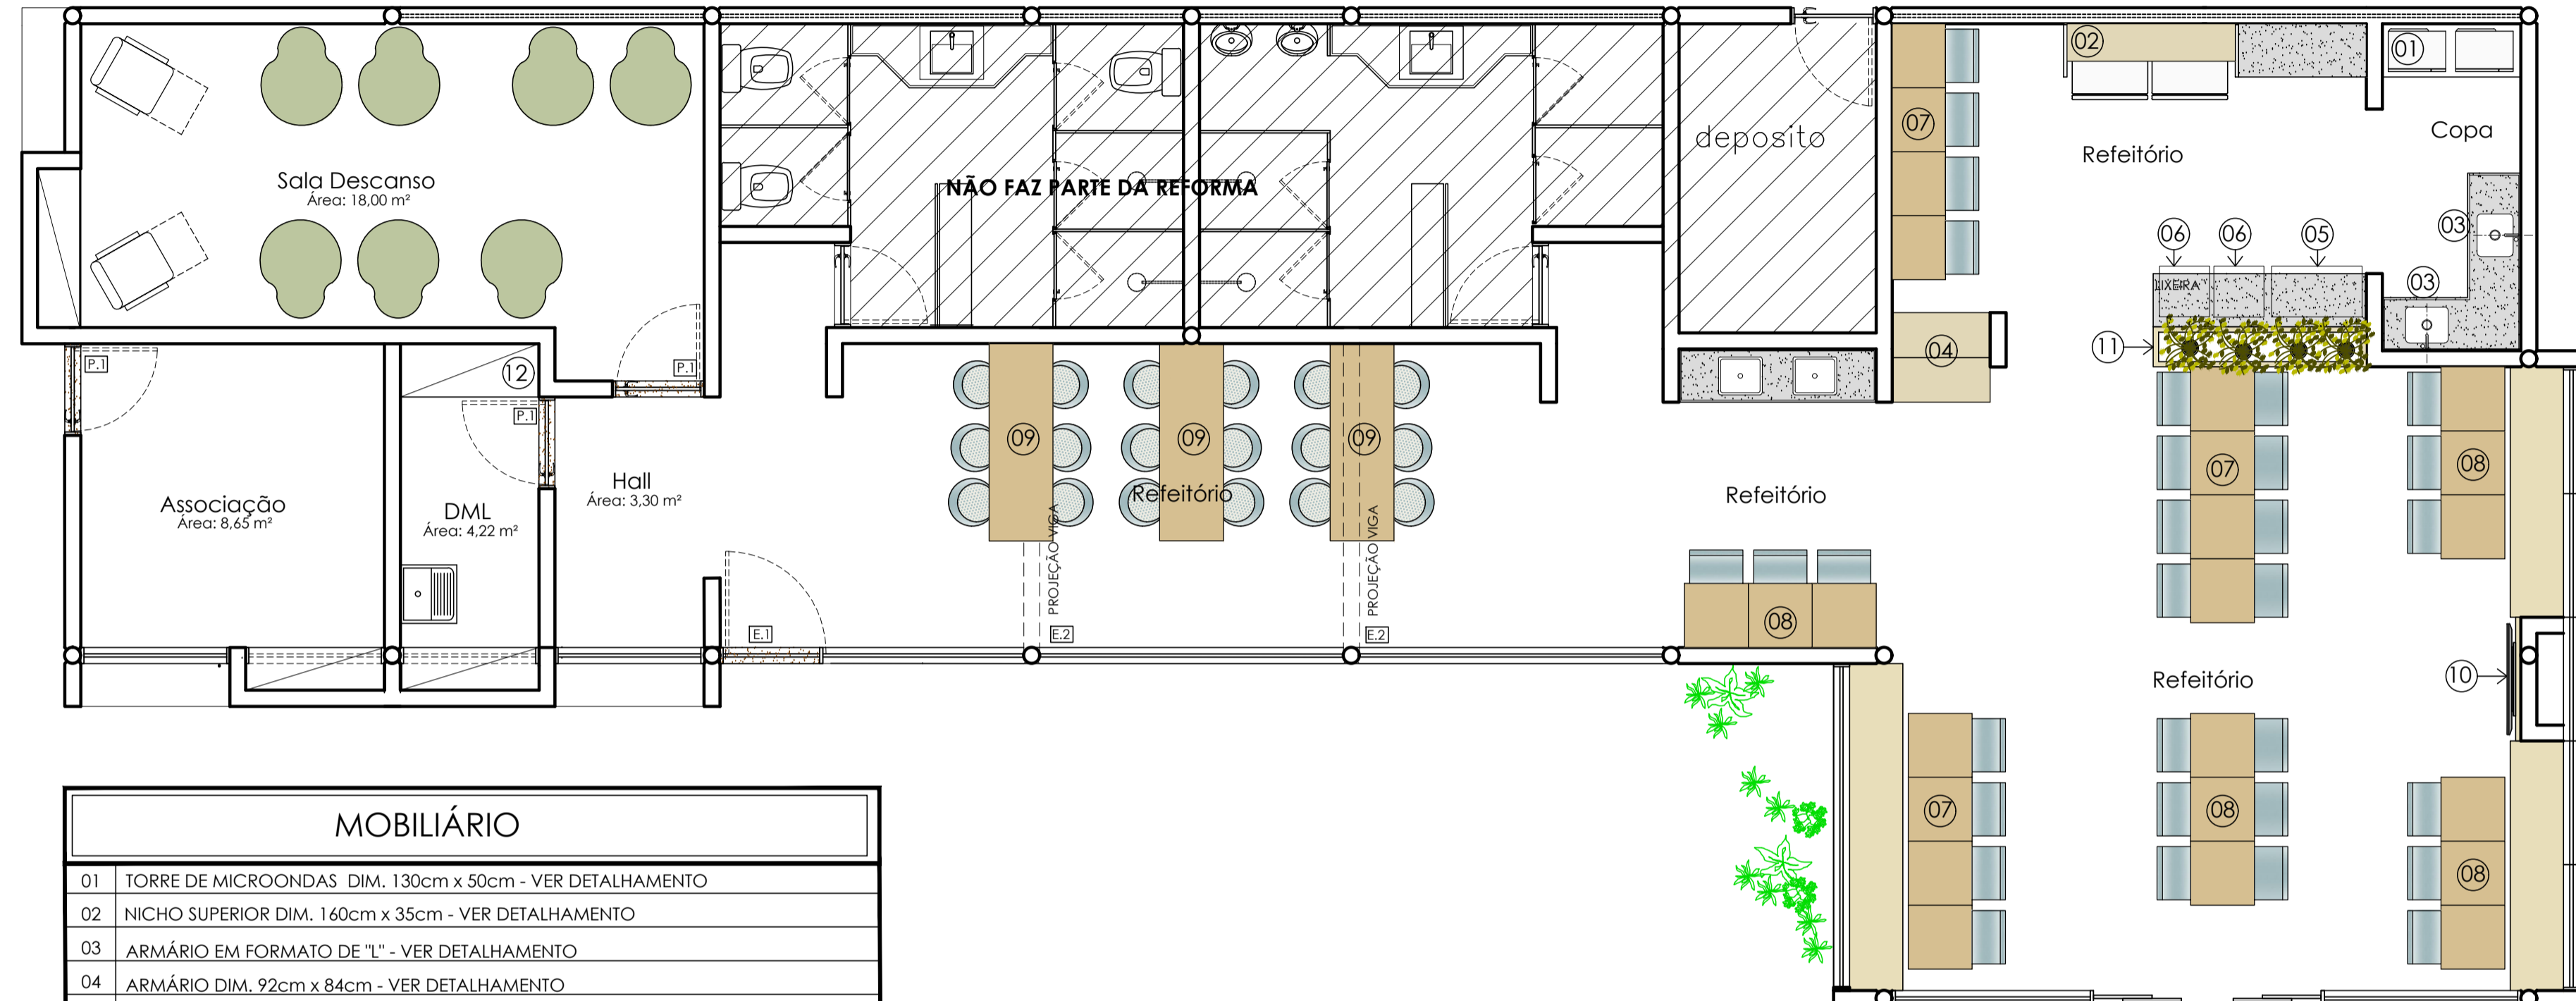 02
01
07
deposito
Refeitório
Copa
Sala Descanso
Área: 18,00 m²
NÃO FAZ PARTE DA REFORMA
06
06
05
03
03
LIXEIRA
11
04
P.1
P.1
12
P.1
09
09
09
07
08
Hall
Área: 3,30 m²
Refeitório
Refeitório
Associação
Área: 8,65 m²
DML
Área: 4,22 m²
PROJEÇÃO VIGA
PROJEÇÃO VIGA
E.1
E.2
E.2
08
Refeitório
10
07
08
08
MOBILIÁRIO
01 TORRE DE MICROONDAS DIM. 130cm x 50cm - VER DETALHAMENTO
02 NICHO SUPERIOR DIM. 160cm x 35cm - VER DETALHAMENTO
03 ARMÁRIO EM FORMATO DE "L" - VER DETALHAMENTO
04 ARMÁRIO DIM. 92cm x 84cm - VER DETALHAMENTO